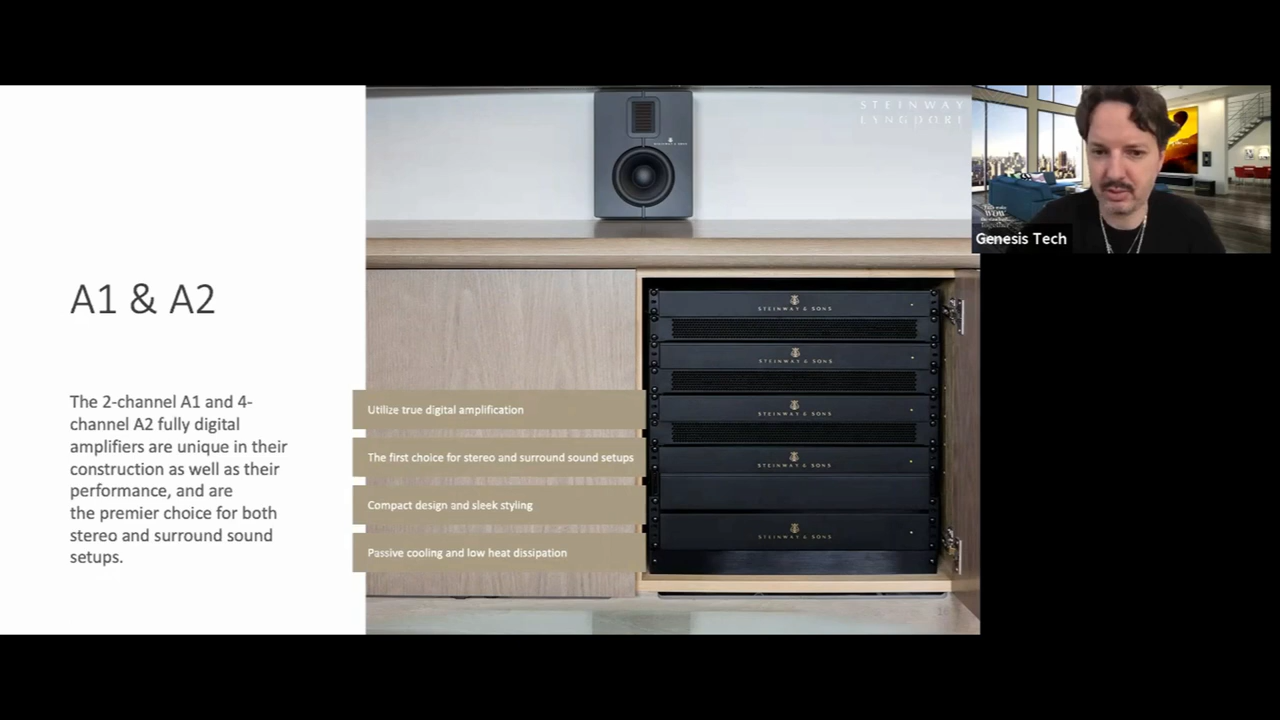 STEINWAY
LYNGDORF
Genesis Tech
A1 & A2
The 2-channel A1 and 4-
channel A2 fully digital
amplifiers are unique in their
construction as well as their
performance, and are
the premier choice for both
stereo and surround sound
setups.
Utilize true digital amplification
The first choice for stereo and surround sound setups
Compact design and sleek styling
Passive cooling and low heat dissipation
STEINWAY & SONS
STEINWAY & SONS
STEINWAY & SONS
STEINWAY & SONS
STEINWAY & SONS
STEINWAY & SONS
WOW